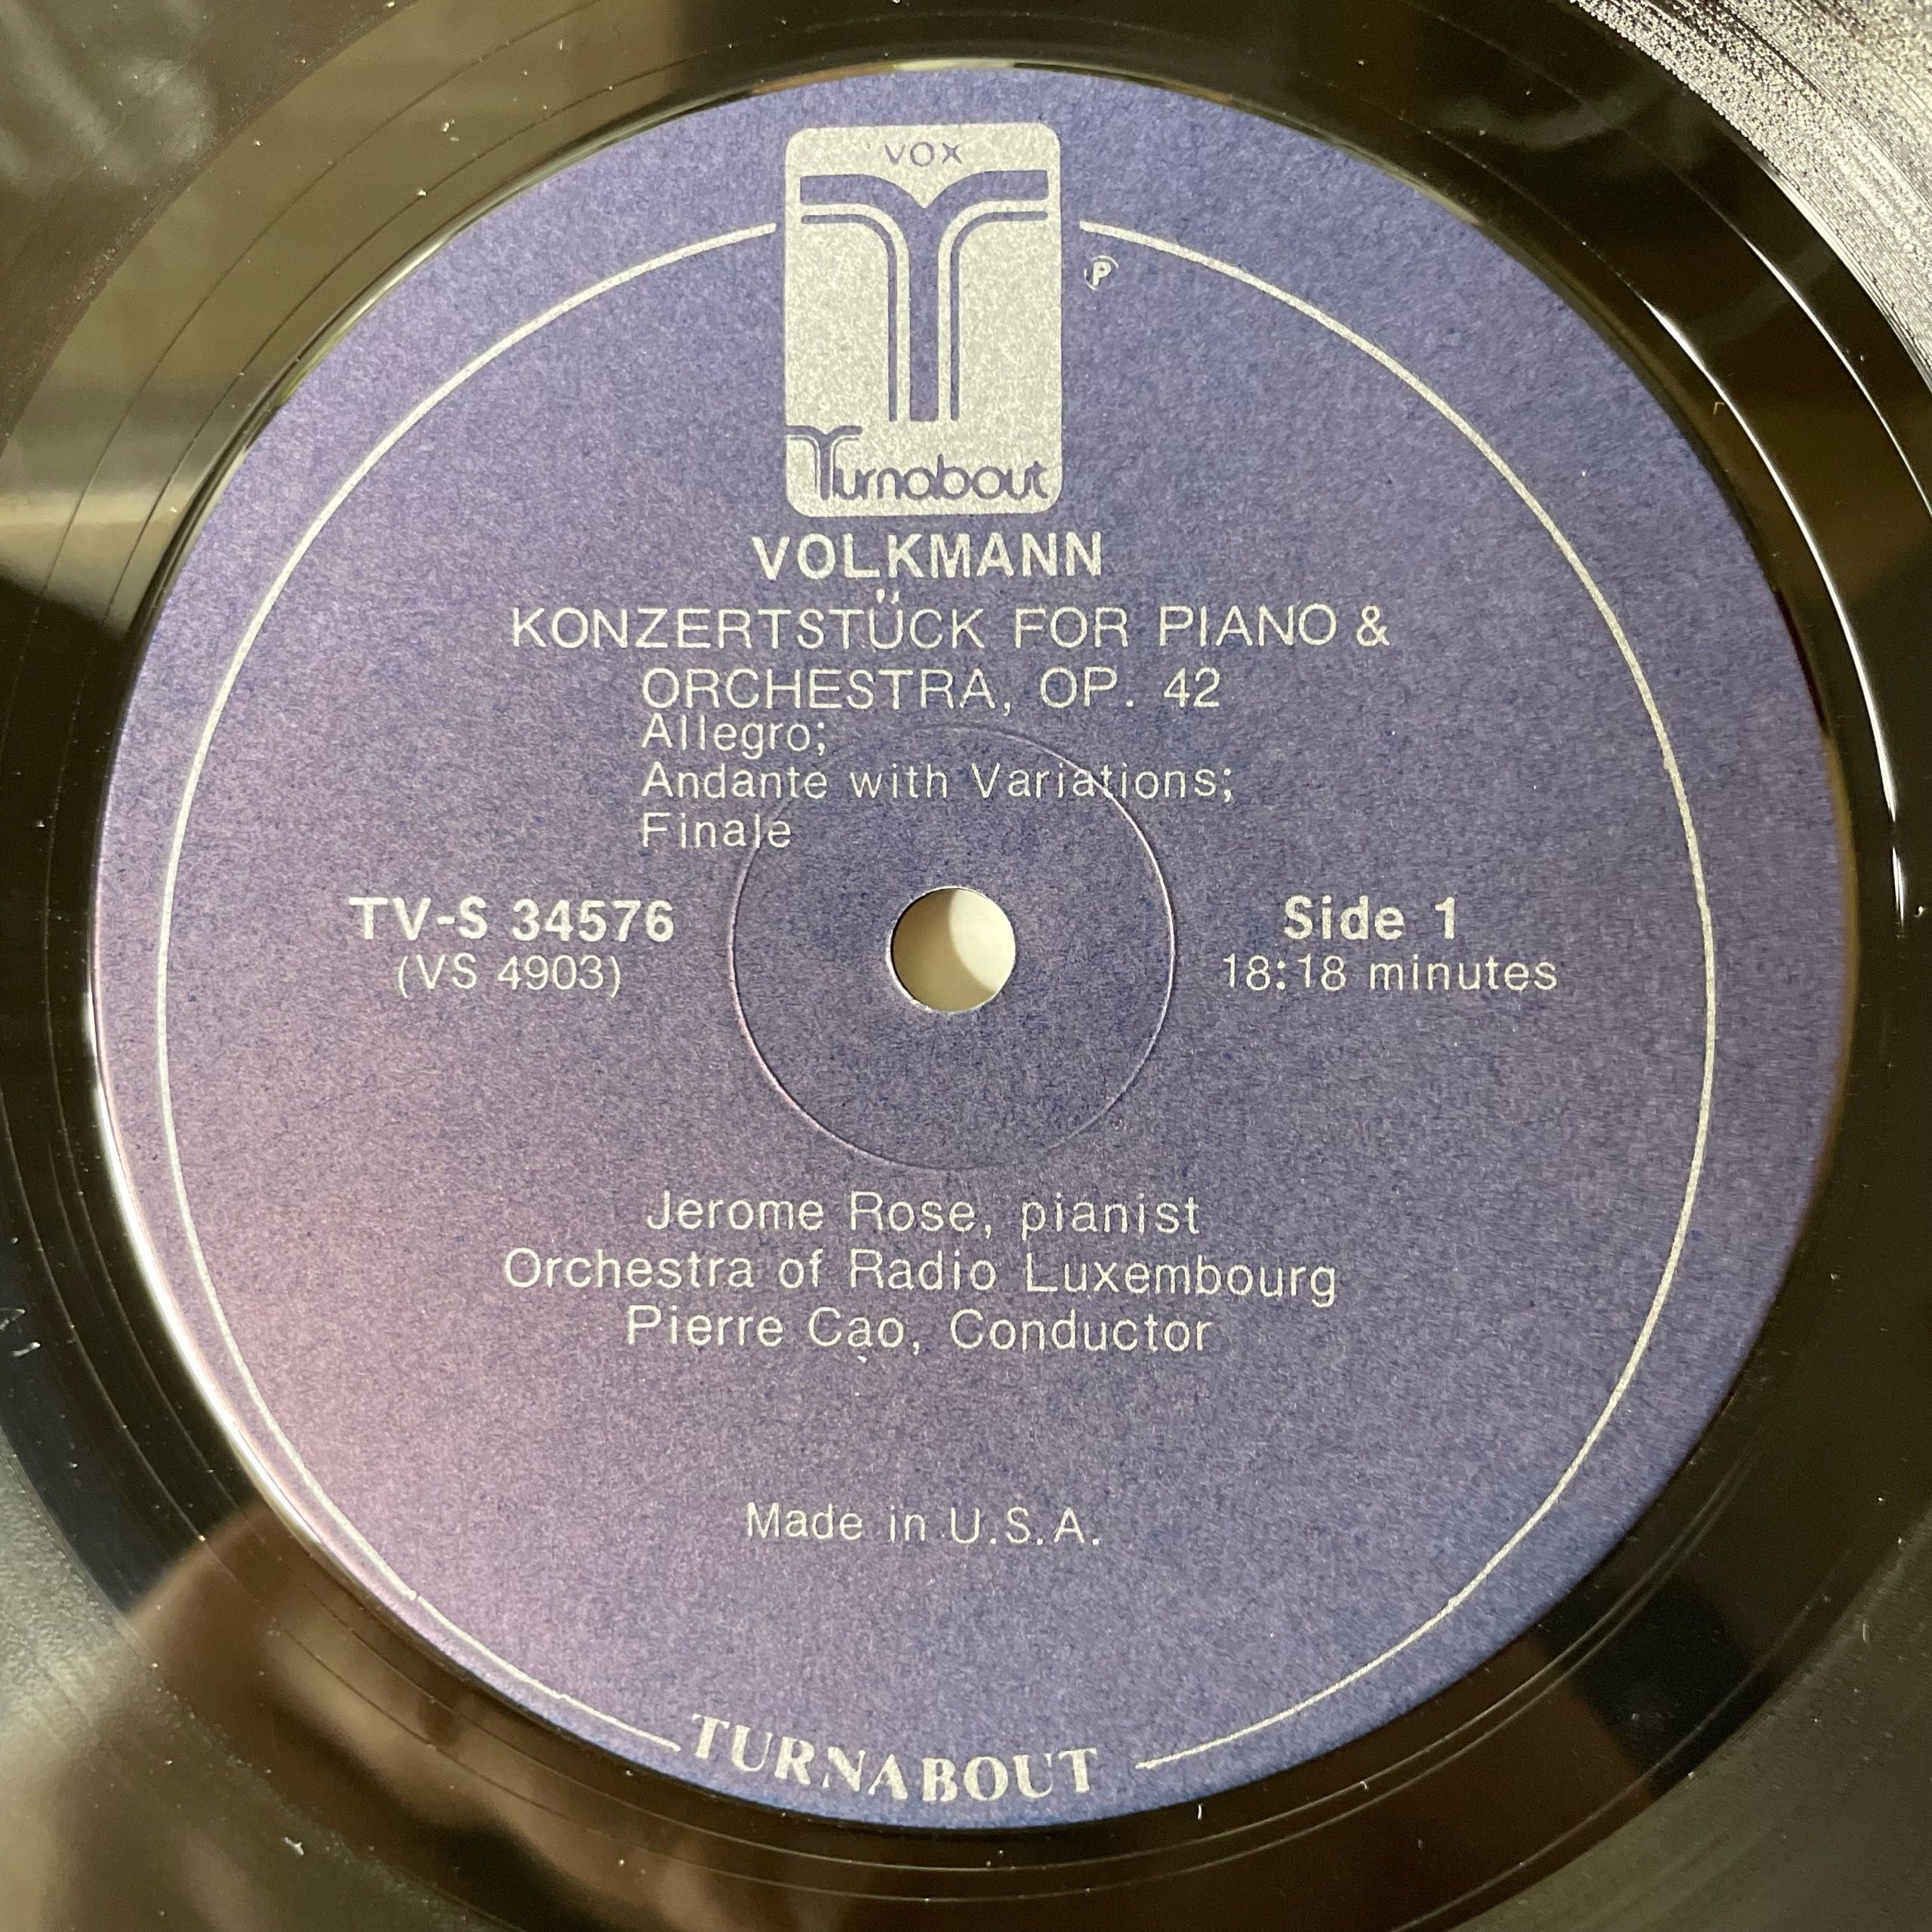 VOX
Turnabout
℗
VOLKMANN
KONZERTSTÜCK FOR PIANO &
ORCHESTRA, OP. 42
Allegro;
Andante with Variations;
Finale
TV-S 34576
(VS 4903)
Side 1
18:18 minutes
Jerome Rose, pianist
Orchestra of Radio Luxembourg
Pierre Cao, Conductor
Made in U.S.A.
TURNABOUT